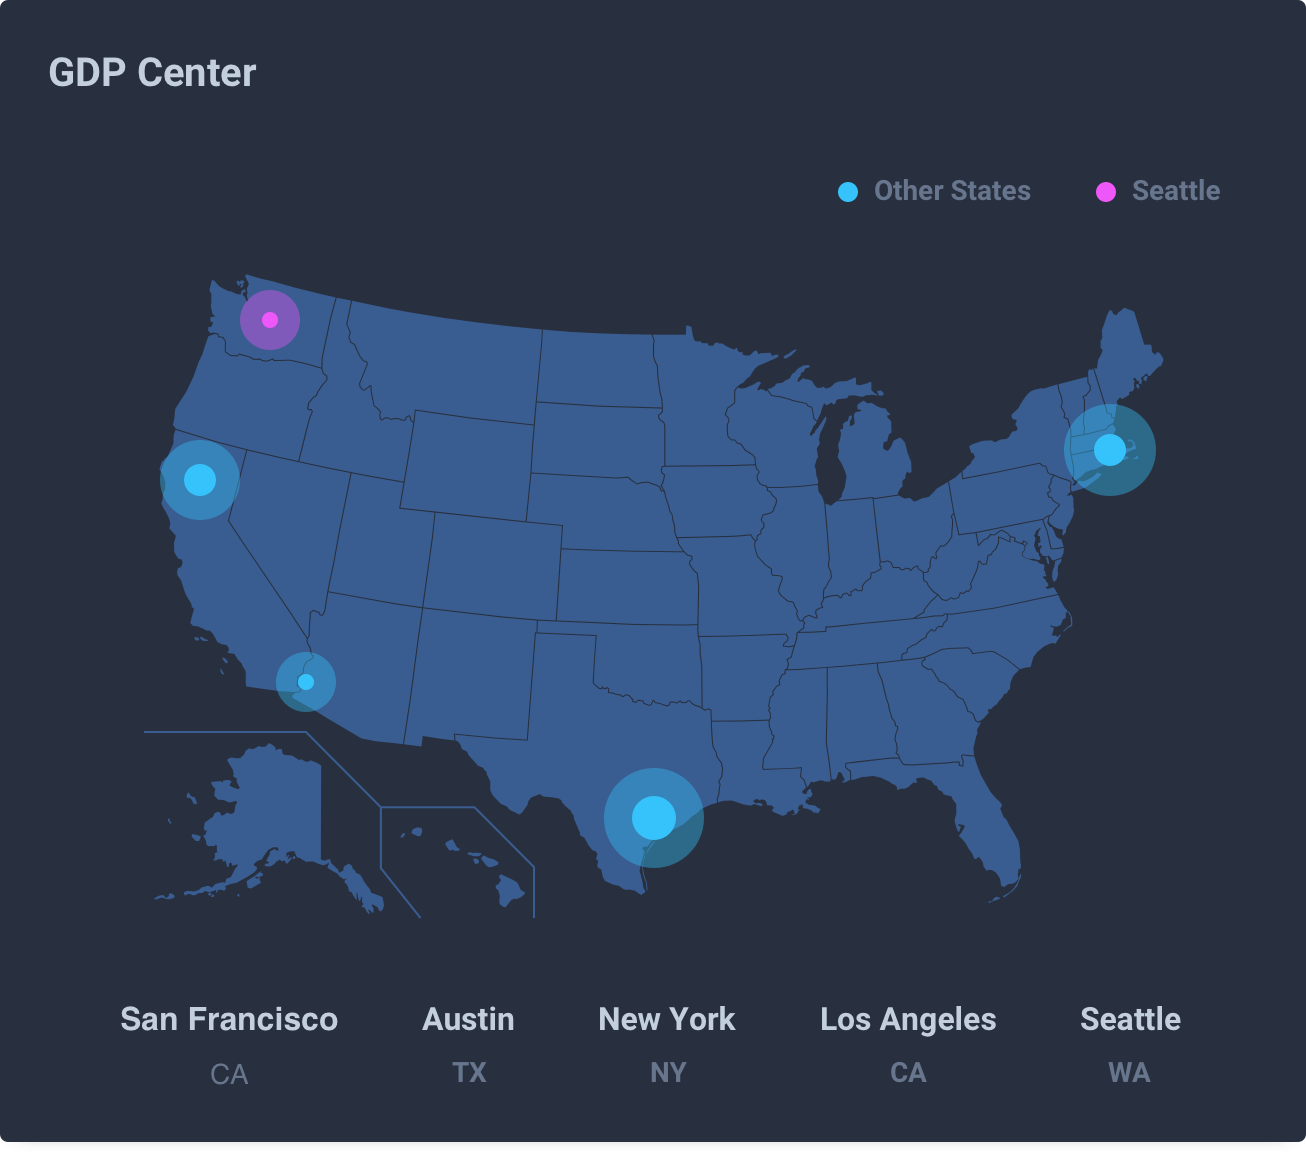 GDP Center
Other States
Seattle
San Francisco
Austin
New York
Los Angeles
Seattle
CA
TX
NY
CA
WA